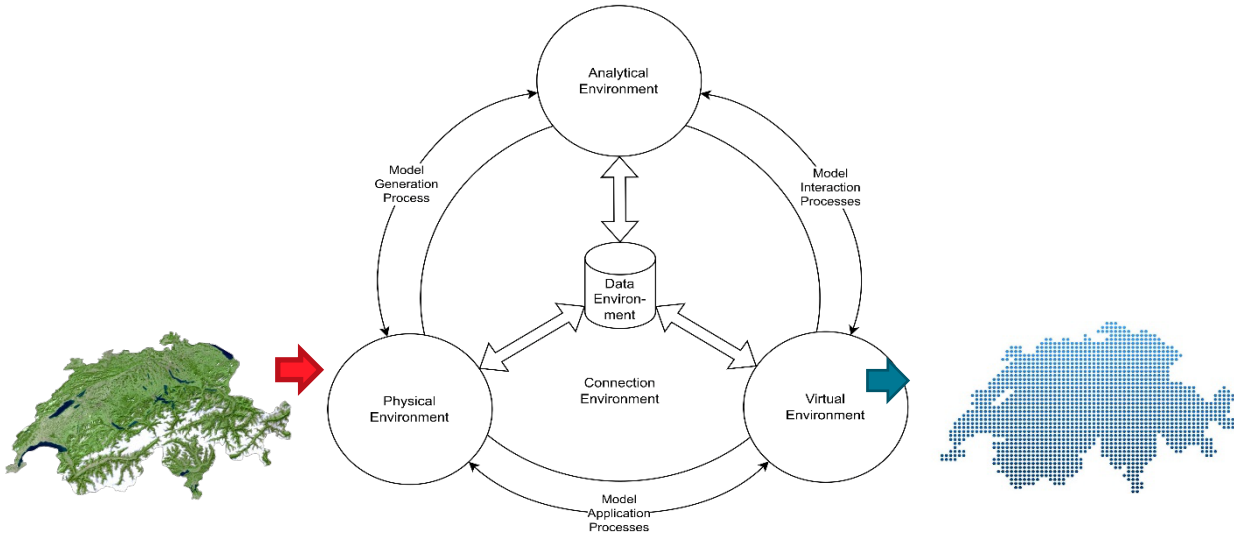 Analytical
Environment
Model
Generation
Process
Model
Interaction
Processes
Data
Environ-
ment
Connection
Environment
Physical
Environment
Virtual
Environment
Model
Application
Processes